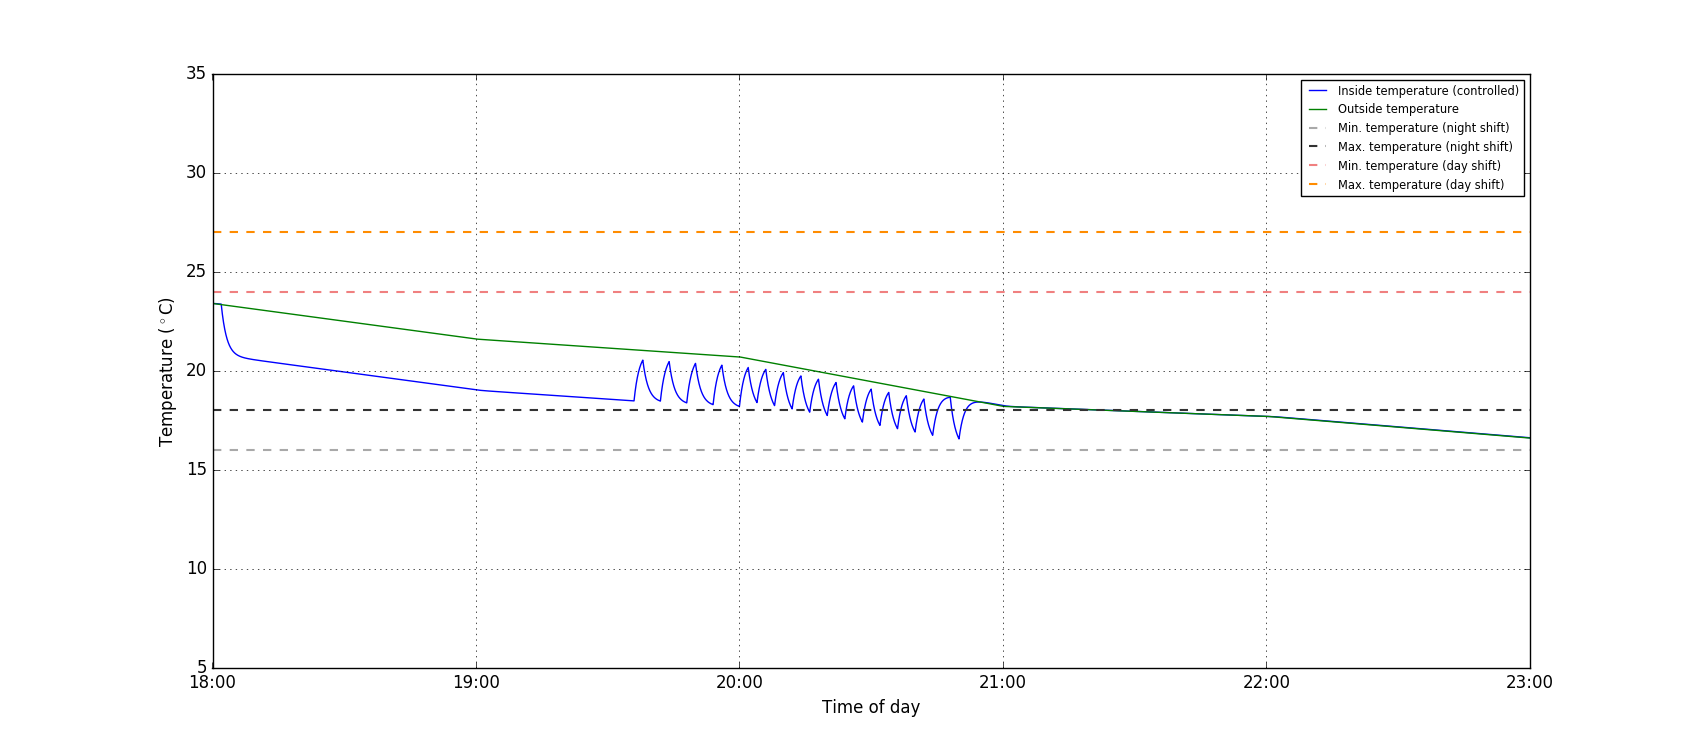 35
30
25
20
15
10
5
Temperature (°C)
18:00 19:00 20:00 21:00 22:00 23:00
Time of day
Inside temperature (controlled)
Outside temperature
Min. temperature (night shift)
Max. temperature (night shift)
Min. temperature (day shift)
Max. temperature (day shift)